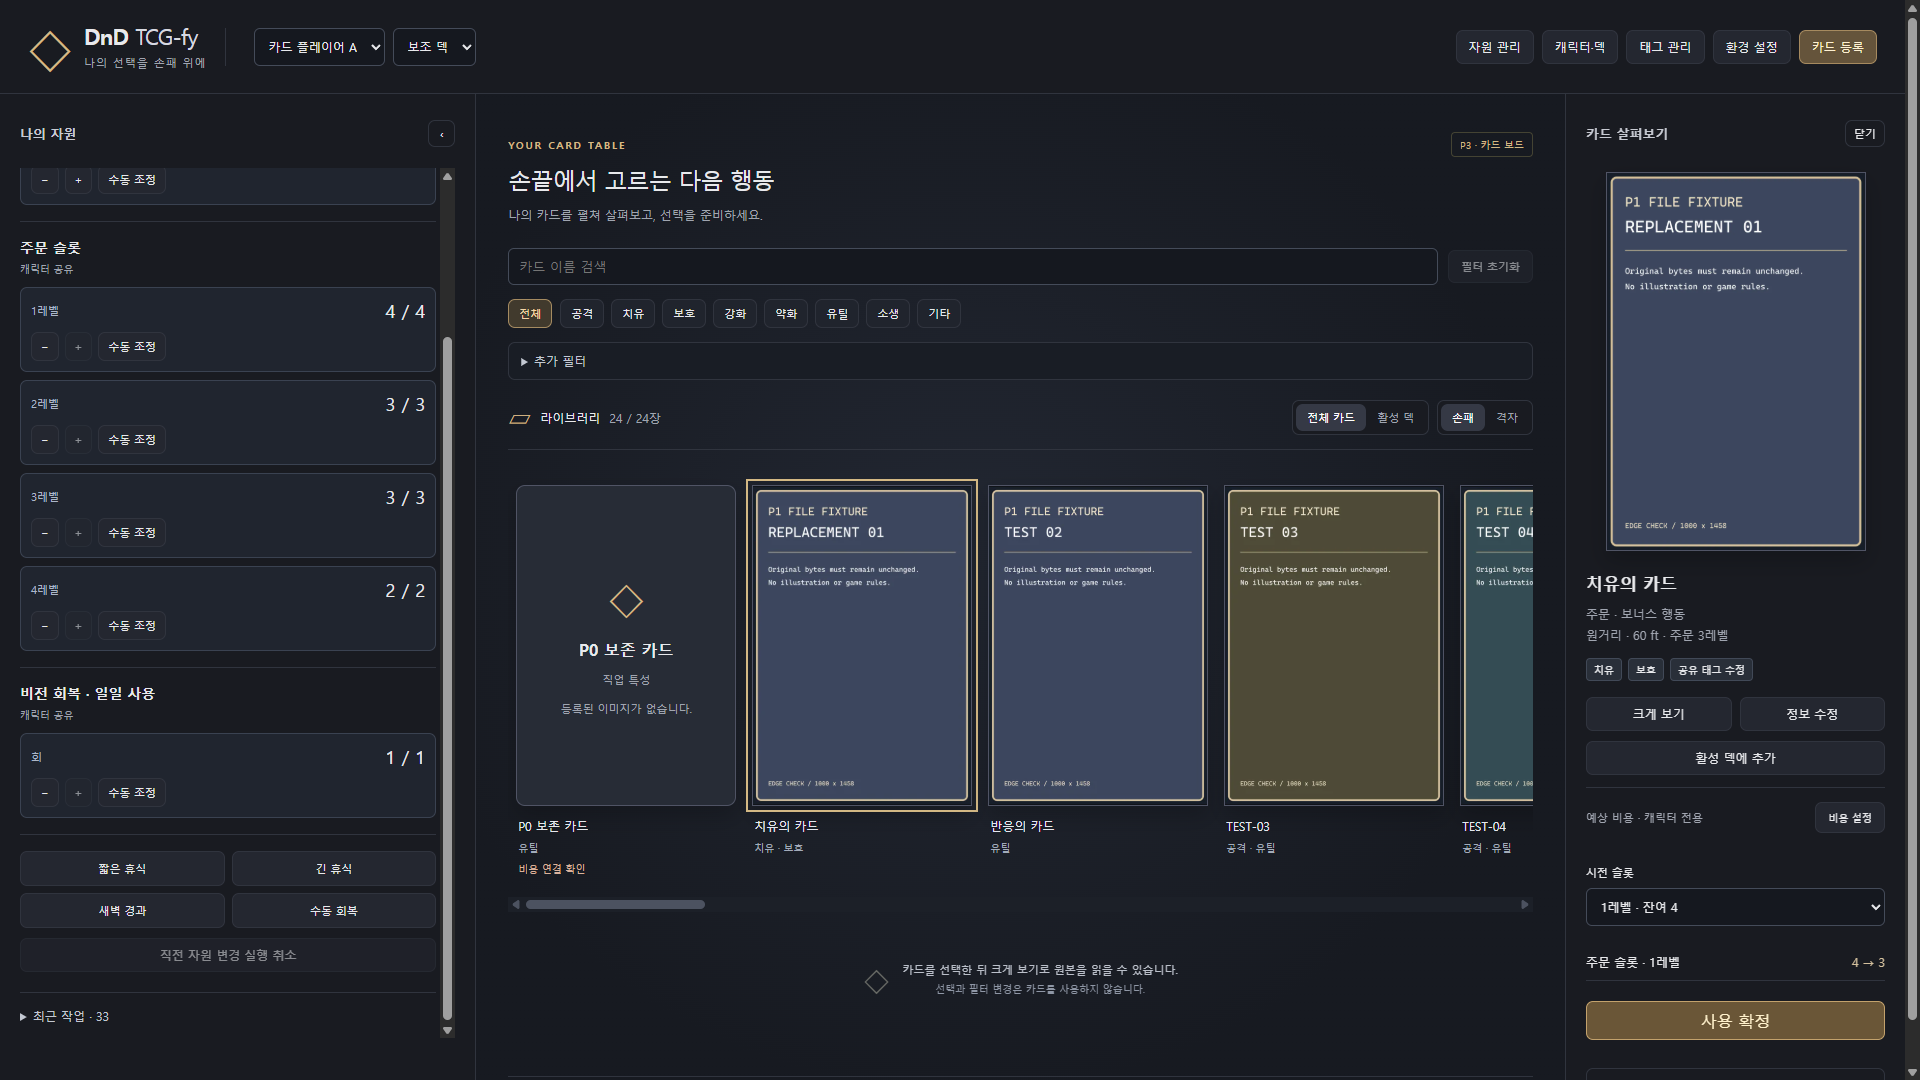 DnD TCG-fy
나의 선택을 손패 위에
카드 플레이어 A
보조 덱
자원 관리
캐릭터·덱
태그 관리
환경 설정
카드 등록
나의 자원
‹
−
+
수동 조정
주문 슬롯
캐릭터 공유
1레벨
4 / 4
−
+
수동 조정
2레벨
3 / 3
−
+
수동 조정
3레벨
3 / 3
−
+
수동 조정
4레벨
2 / 2
−
+
수동 조정
비전 회복 · 일일 사용
캐릭터 공유
회
1 / 1
−
+
수동 조정
짧은 휴식
긴 휴식
새벽 경과
수동 회복
직전 자원 변경 실행 취소
▶ 최근 작업 · 33
YOUR CARD TABLE
P3 · 카드 보드
손끝에서 고르는 다음 행동
나의 카드를 펼쳐 살펴보고, 선택을 준비하세요.
카드 이름 검색
필터 초기화
전체
공격
치유
보호
강화
약화
유틸
소생
기타
▶ 추가 필터
라이브러리 24 / 24장
전체 카드
활성 덱
손패
격자
P0 보존 카드
직업 특성
등록된 이미지가 없습니다.
P0 보존 카드
유틸
비용 연결 확인
P1 FILE FIXTURE
REPLACEMENT 01
Original bytes must remain unchanged.
No illustration or game rules.
EDGE CHECK / 1000 x 1458
치유의 카드
치유 · 보호
P1 FILE FIXTURE
TEST 02
Original bytes must remain unchanged.
No illustration or game rules.
EDGE CHECK / 1000 x 1458
반응의 카드
유틸
P1 FILE FIXTURE
TEST 03
Original bytes must remain unchanged.
No illustration or game rules.
EDGE CHECK / 1000 x 1458
TEST-03
공격 · 유틸
P1 FILE F
TEST 04
Original bytes
No illustratio
EDGE CHECK / 100
TEST-04
공격 · 유틸
카드를 선택한 뒤 크게 보기로 원본을 읽을 수 있습니다.
선택과 필터 변경은 카드를 사용하지 않습니다.
카드 살펴보기
닫기
P1 FILE FIXTURE
REPLACEMENT 01
Original bytes must remain unchanged.
No illustration or game rules.
EDGE CHECK / 1000 x 1458
치유의 카드
주문 · 보너스 행동
원거리 · 60 ft · 주문 3레벨
치유
보호
공유 태그 수정
크게 보기
정보 수정
활성 덱에 추가
예상 비용 · 캐릭터 전용
비용 설정
시전 슬롯
1레벨 · 잔여 4
주문 슬롯 · 1레벨
4 → 3
사용 확정